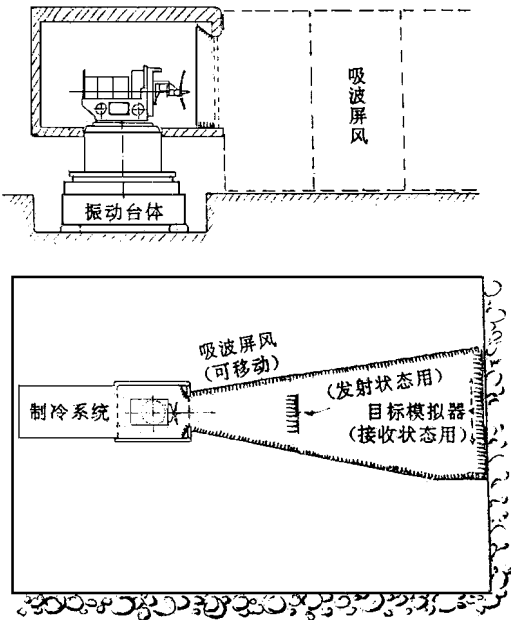 吸波屏风
振动台体
吸波屏风
(可移动)
(发射状态用)
制冷系统
目标模拟器
(接收状态用)